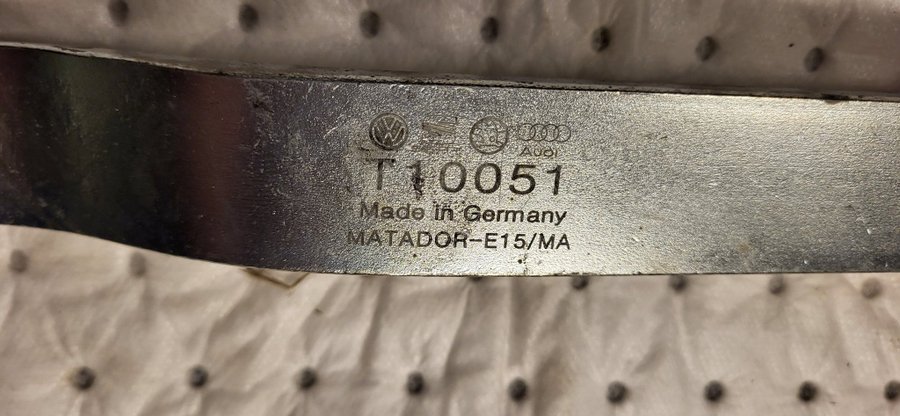 Audi
T10051
Made in Germany
MATADOR-E15/MA